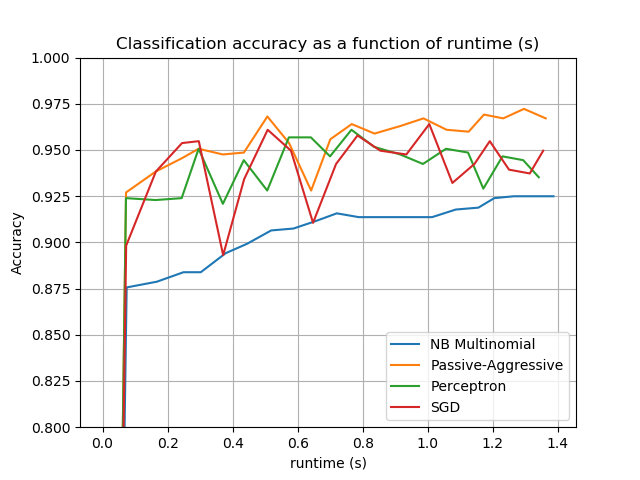 Classification accuracy as a function of runtime (s)
1.000
0.975
0.950
0.925
0.900
0.875
0.850
0.825
0.800
Accuracy
NB Multinomial
Passive-Aggressive
Perceptron
SGD
0.0 0.2 0.4 0.6 0.8 1.0 1.2 1.4
runtime (s)